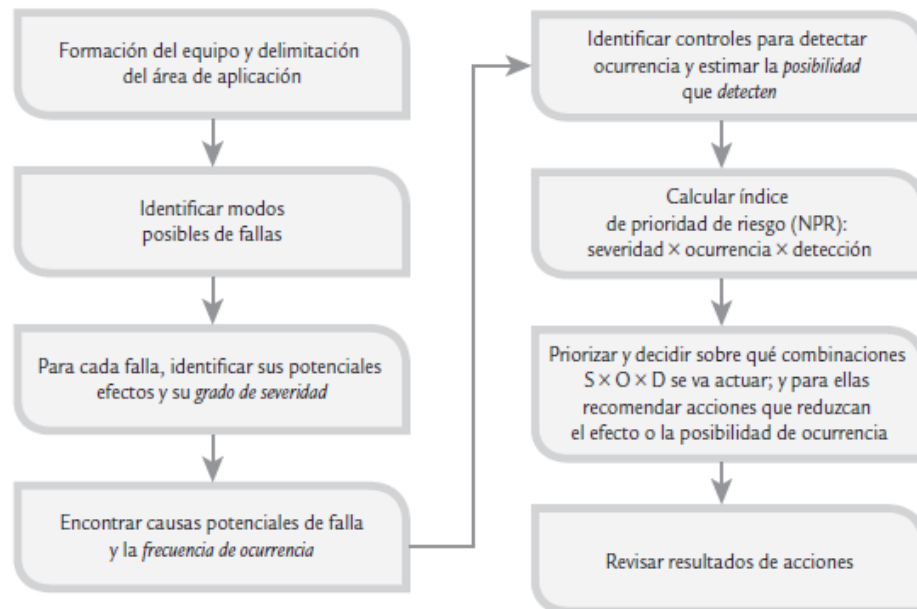 Formación del equipo y delimitación
del área de aplicación
Identificar modos
posibles de fallas
Para cada falla, identificar sus potenciales
efectos y su grado de severidad
Encontrar causas potenciales de falla
y la frecuencia de ocurrencia
Identificar controles para detectar
ocurrencia y estimar la posibilidad
que detecten
Calcular índice
de prioridad de riesgo (NPR):
severidad × ocurrencia × detección
Priorizar y decidir sobre qué combinaciones
S × O × D se va actuar; y para ellas
recomendar acciones que reduzcan
el efecto o la posibilidad de ocurrencia
Revisar resultados de acciones